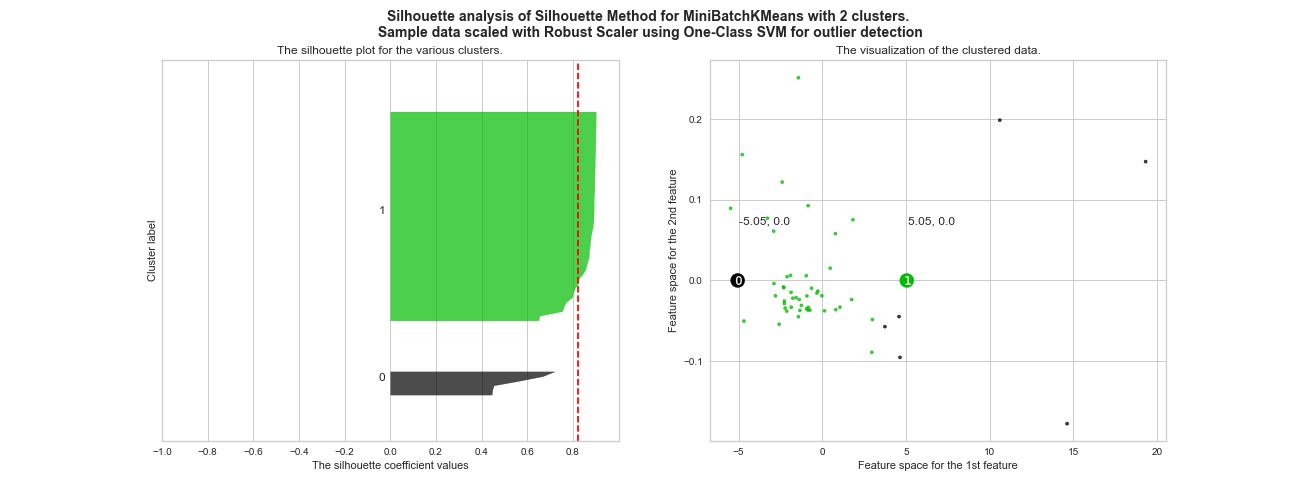 Silhouette analysis of Silhouette Method for MiniBatchKMeans with 2 clusters.
Sample data scaled with Robust Scaler using One-Class SVM for outlier detection
The silhouette plot for the various clusters.
Cluster label
1
0
−1.0 −0.8 −0.6 −0.4 −0.2 0.0 0.2 0.4 0.6 0.8
The silhouette coefficient values
The visualization of the clustered data.
Feature space for the 2nd feature
0.2
0.1
0.0
−0.1
-5.05, 0.0
5.05, 0.0
0
1
−5 0 5 10 15 20
Feature space for the 1st feature